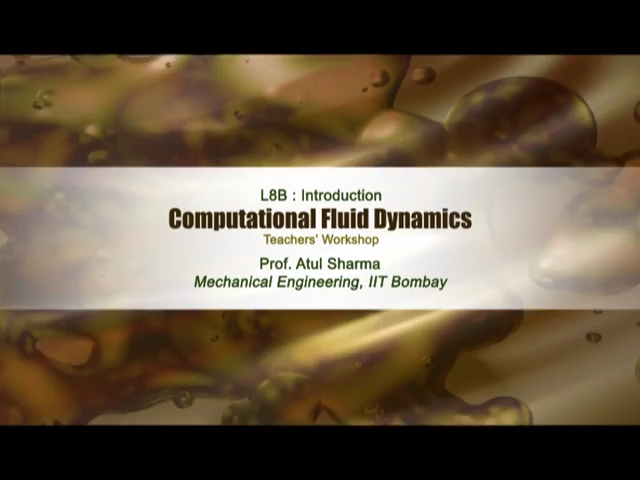 L8B : Introduction
Computational Fluid Dynamics
Teachers' Workshop
Prof. Atul Sharma
Mechanical Engineering, IIT Bombay